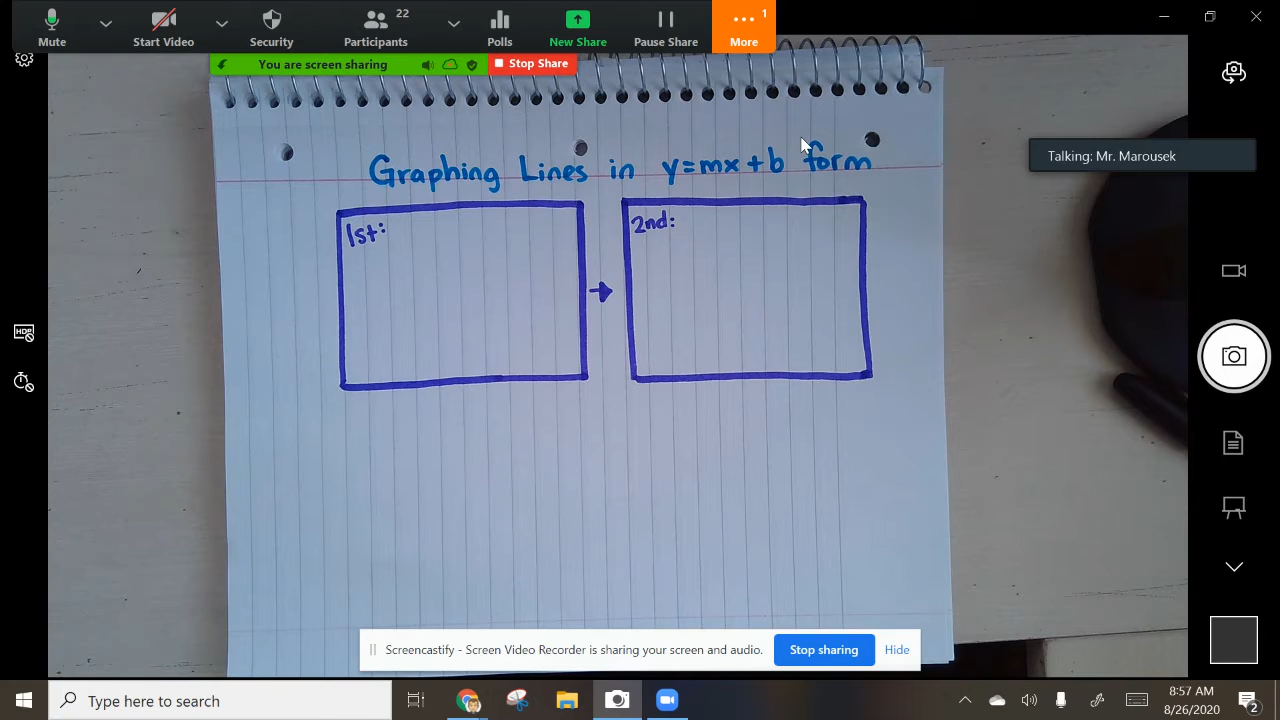 22
1
Mute
Start Video
Security
Participants
Polls
New Share
Pause Share
More
You are screen sharing
Stop Share
Talking: Mr. Marousek
Graphing Lines in y=mx+b form
1st:
2nd:
HDR
Screencastify - Screen Video Recorder is sharing your screen and audio.
Stop sharing
Hide
Type here to search
8:57 AM
8/26/2020
2